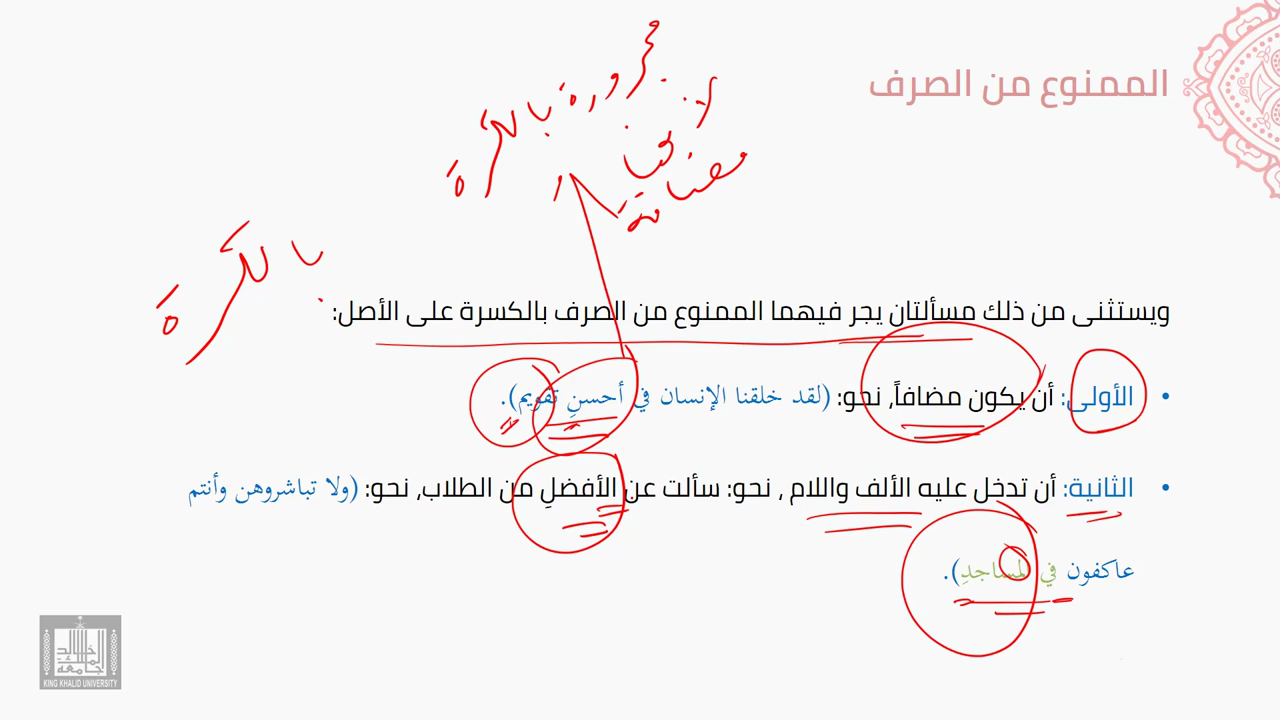 الممنوع من الصرف
مجرورة بالكسرة
لأنها
مضافة
بالكسرة
ويستثنى من ذلك مسألتان يجر فيهما الممنوع من الصرف بالكسرة على الأصل:
• الأولى: أن يكون مضافاً، نحو: (لقد خلقنا الإنسان في أحسنِ تقويم).
• الثانية: أن تدخل عليه الألف واللام ، نحو: سألت عن الأفضلِ من الطلاب، نحو: (ولا تباشروهن وأنتم
عاكفون في المساجدِ).
جامعة الملك خالد
KING KHALID UNIVERSITY